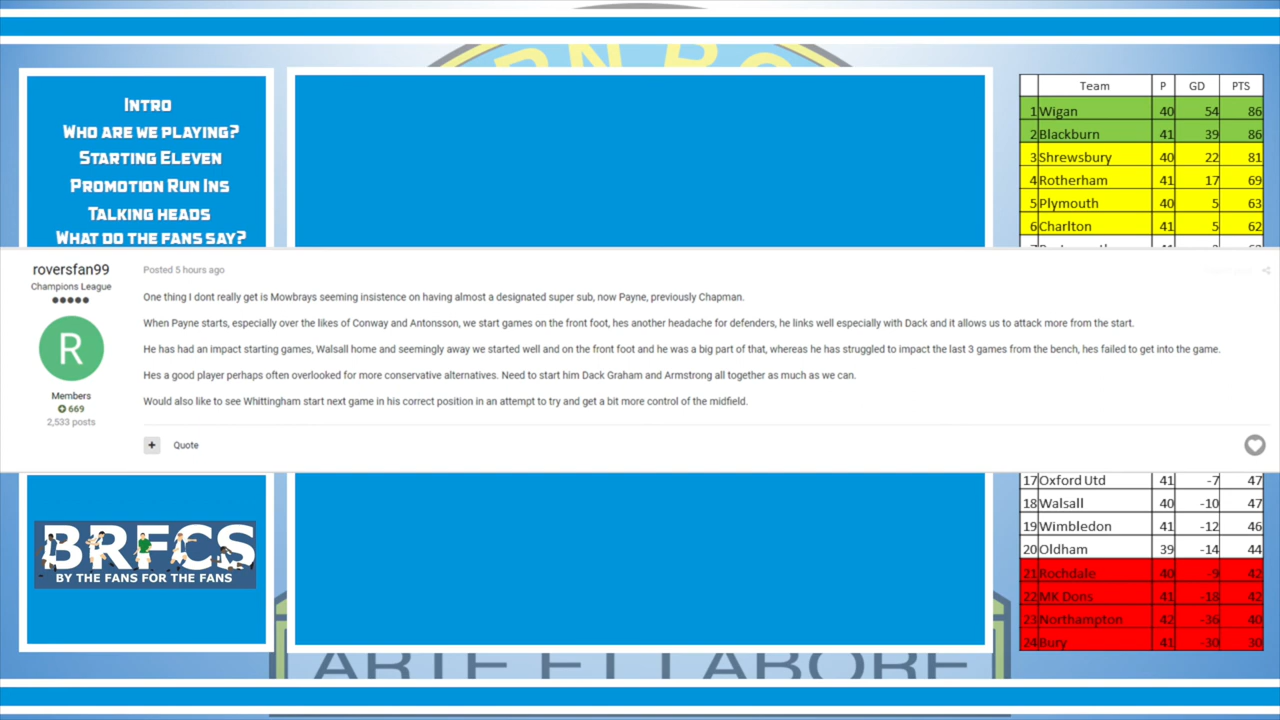 RN RO
INTRO
WHO ARE WE PLAYING?
STARTING ELEVEN
PROMOTION RUN INS
TALKING HEADS
WHAT DO THE FANS SAY?
Team P GD PTS
1 Wigan 40 54 86
2 Blackburn 41 39 86
3 Shrewsbury 40 22 81
4 Rotherham 41 17 69
5 Plymouth 40 5 63
6 Charlton 41 5 62
roversfan99
Champions League
R
Members
669
2,533 posts
Posted 5 hours ago
One thing I dont really get is Mowbrays seeming insistence on having almost a designated super sub, now Payne, previously Chapman.
When Payne starts, especially over the likes of Conway and Antonsson, we start games on the front foot, hes another headache for defenders, he links well especially with Dack and it allows us to attack more from the start.
He has had an impact starting games, Walsall home and seemingly away we started well and on the front foot and he was a big part of that, whereas he has struggled to impact the last 3 games from the bench, hes failed to get into the game.
Hes a good player perhaps often overlooked for more conservative alternatives. Need to start him Dack Graham and Armstrong all together as much as we can.
Would also like to see Whittingham start next game in his correct position in an attempt to try and get a bit more control of the midfield.
+ Quote
17 Oxford Utd 41 -7 47
18 Walsall 40 -10 47
19 Wimbledon 41 -12 46
20 Oldham 39 -14 44
21 Rochdale 40 -9 42
22 MK Dons 41 -18 42
23 Northampton 42 -36 40
24 Bury 41 -30 30
BRFCS
BY THE FANS FOR THE FANS
ARTE ET LABORE